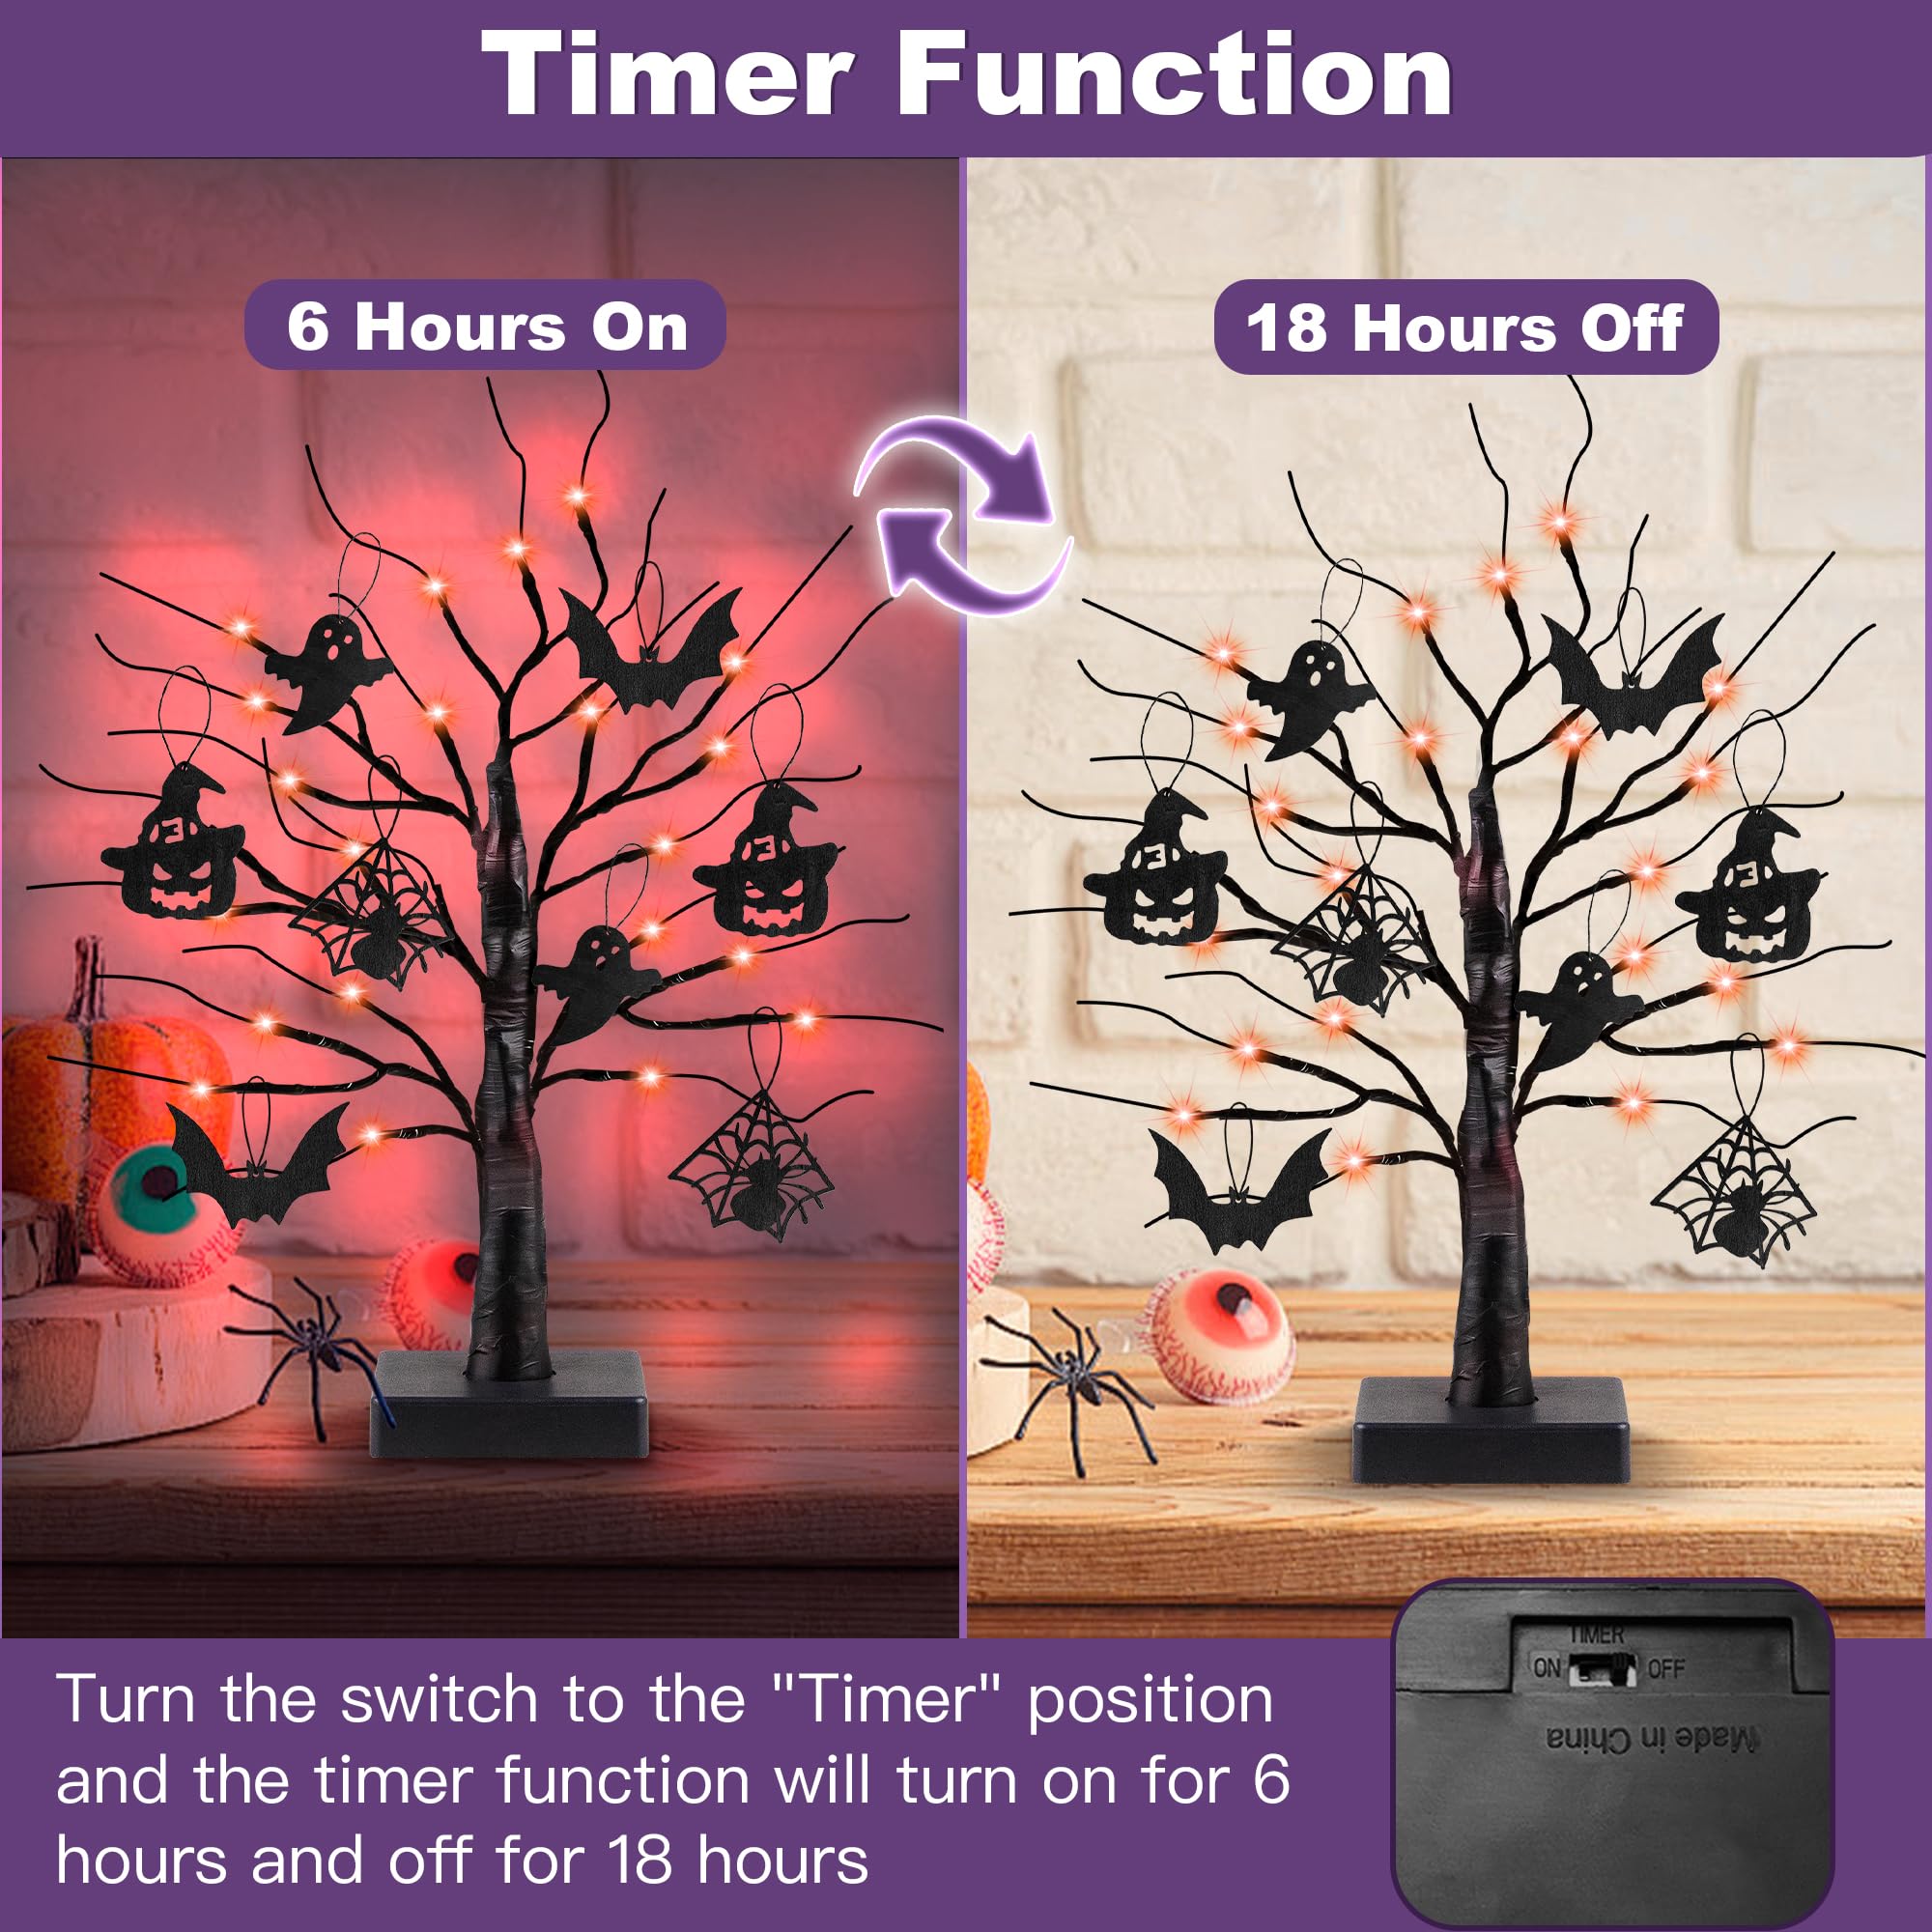 Timer Function
6 Hours On
18 Hours Off
Turn the switch to the "Timer" position
and the timer function will turn on for 6
hours and off for 18 hours
TIMER
ON OFF
Made in China